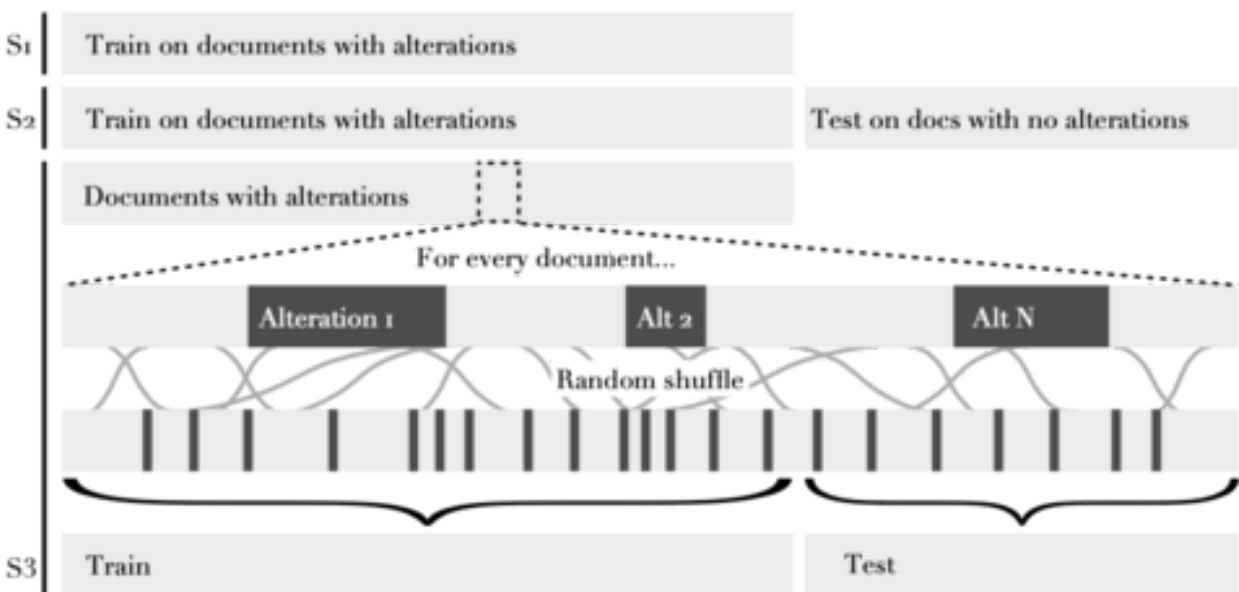 S1 Train on documents with alterations
S2 Train on documents with alterations Test on docs with no alterations
Documents with alterations
For every document...
Alteration 1 Alt 2 Alt N
Random shuffle
S3 Train Test